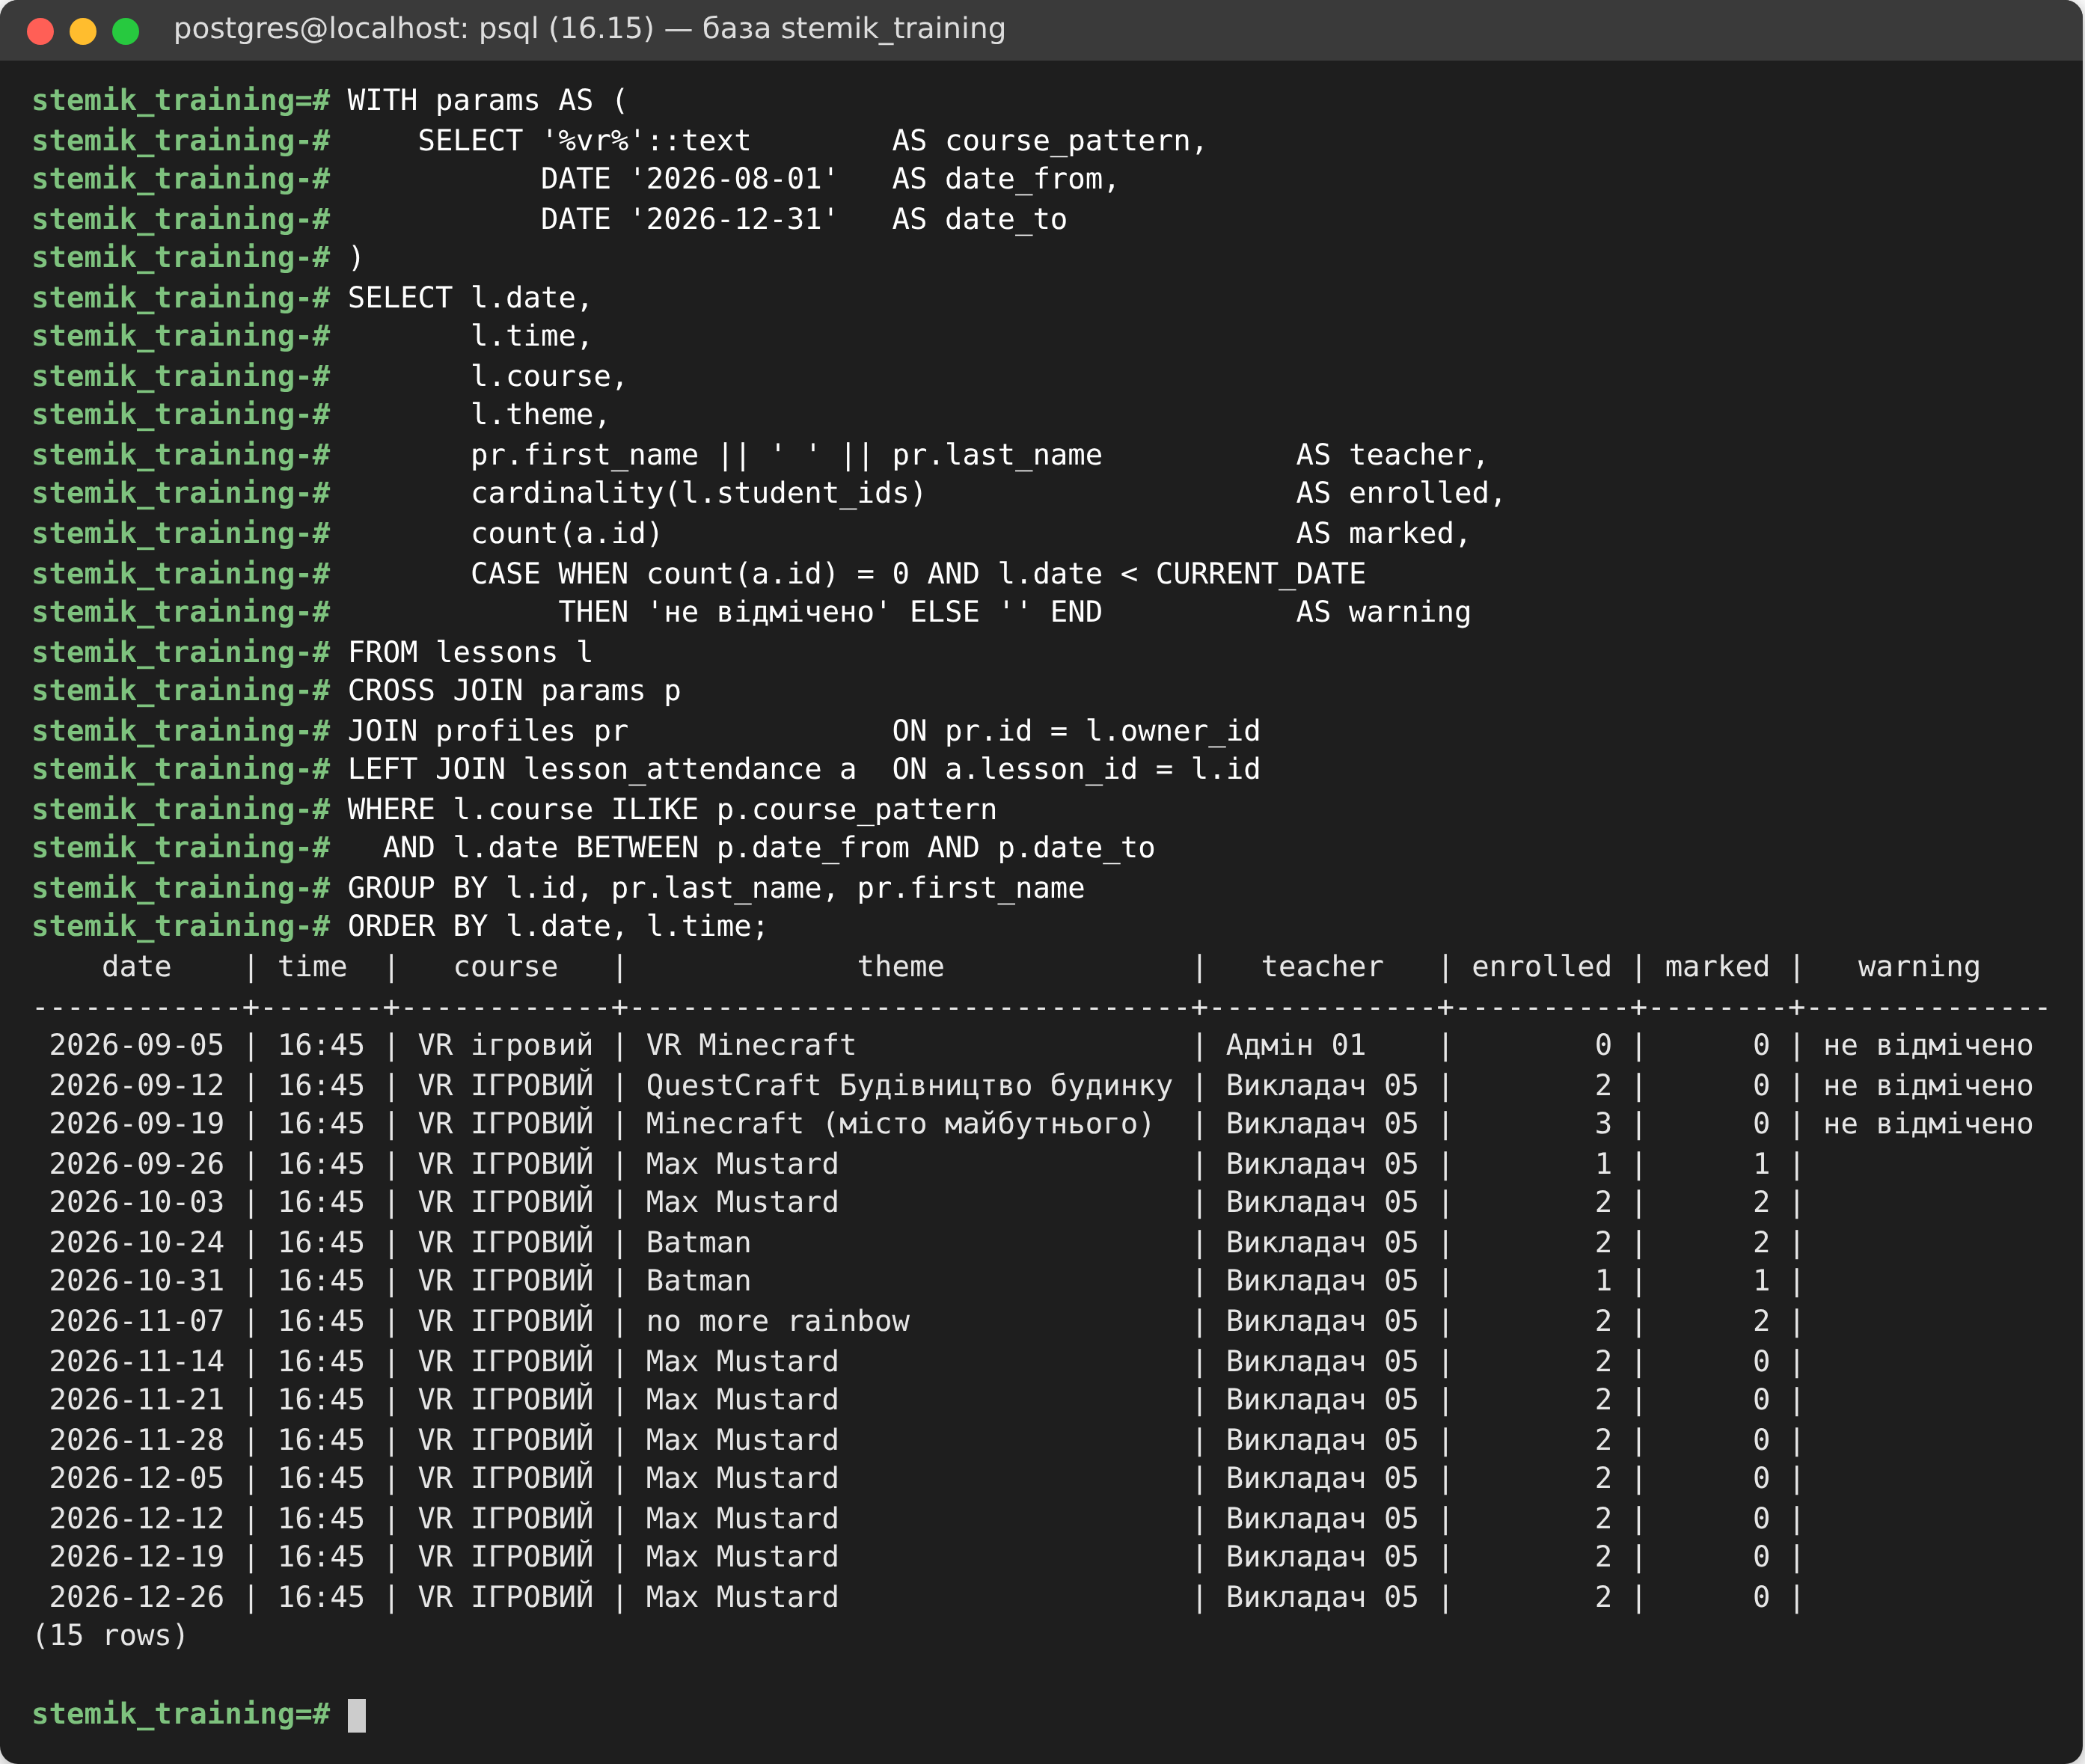 postgres@localhost: psql (16.15) — база stemik_training
stemik_training=# WITH params AS (
stemik_training-#     SELECT '%vr%'::text        AS course_pattern,
stemik_training-#            DATE '2026-08-01'   AS date_from,
stemik_training-#            DATE '2026-12-31'   AS date_to
stemik_training-# )
stemik_training-# SELECT l.date,
stemik_training-#        l.time,
stemik_training-#        l.course,
stemik_training-#        l.theme,
stemik_training-#        pr.first_name || ' ' || pr.last_name           AS teacher,
stemik_training-#        cardinality(l.student_ids)                     AS enrolled,
stemik_training-#        count(a.id)                                    AS marked,
stemik_training-#        CASE WHEN count(a.id) = 0 AND l.date < CURRENT_DATE
stemik_training-#             THEN 'не відмічено' ELSE '' END           AS warning
stemik_training-# FROM lessons l
stemik_training-# CROSS JOIN params p
stemik_training-# JOIN profiles pr               ON pr.id = l.owner_id
stemik_training-# LEFT JOIN lesson_attendance a  ON a.lesson_id = l.id
stemik_training-# WHERE l.course ILIKE p.course_pattern
stemik_training-#   AND l.date BETWEEN p.date_from AND p.date_to
stemik_training-# GROUP BY l.id, pr.last_name, pr.first_name
stemik_training-# ORDER BY l.date, l.time;
    date    | time  |   course   |             theme              |   teacher   | enrolled | marked |   warning
------------+-------+------------+--------------------------------+-------------+----------+--------+--------------
 2026-09-05 | 16:45 | VR ігровий | VR Minecraft                   | Адмін 01    |        0 |      0 | не відмічено
 2026-09-12 | 16:45 | VR ІГРОВИЙ | QuestCraft Будівництво будинку | Викладач 05 |        2 |      0 | не відмічено
 2026-09-19 | 16:45 | VR ІГРОВИЙ | Minecraft (місто майбутнього)  | Викладач 05 |        3 |      0 | не відмічено
 2026-09-26 | 16:45 | VR ІГРОВИЙ | Max Mustard                    | Викладач 05 |        1 |      1 |
 2026-10-03 | 16:45 | VR ІГРОВИЙ | Max Mustard                    | Викладач 05 |        2 |      2 |
 2026-10-24 | 16:45 | VR ІГРОВИЙ | Batman                         | Викладач 05 |        2 |      2 |
 2026-10-31 | 16:45 | VR ІГРОВИЙ | Batman                         | Викладач 05 |        1 |      1 |
 2026-11-07 | 16:45 | VR ІГРОВИЙ | no more rainbow                | Викладач 05 |        2 |      2 |
 2026-11-14 | 16:45 | VR ІГРОВИЙ | Max Mustard                    | Викладач 05 |        2 |      0 |
 2026-11-21 | 16:45 | VR ІГРОВИЙ | Max Mustard                    | Викладач 05 |        2 |      0 |
 2026-11-28 | 16:45 | VR ІГРОВИЙ | Max Mustard                    | Викладач 05 |        2 |      0 |
 2026-12-05 | 16:45 | VR ІГРОВИЙ | Max Mustard                    | Викладач 05 |        2 |      0 |
 2026-12-12 | 16:45 | VR ІГРОВИЙ | Max Mustard                    | Викладач 05 |        2 |      0 |
 2026-12-19 | 16:45 | VR ІГРОВИЙ | Max Mustard                    | Викладач 05 |        2 |      0 |
 2026-12-26 | 16:45 | VR ІГРОВИЙ | Max Mustard                    | Викладач 05 |        2 |      0 |
(15 rows)
stemik_training=#